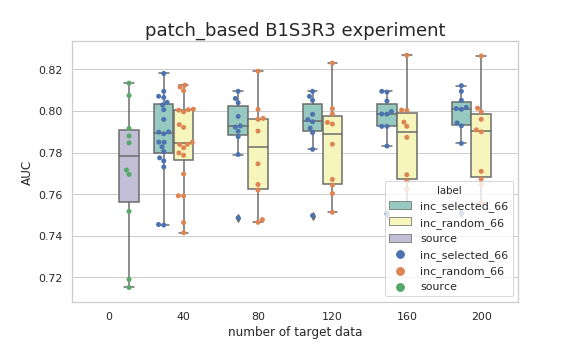 patch_based B1S3R3 experiment
0.82
0.80
0.78
0.76
0.74
0.72
AUC
0
40
80
120
160
200
number of target data
label
inc_selected_66
inc_random_66
source
inc_selected_66
inc_random_66
source